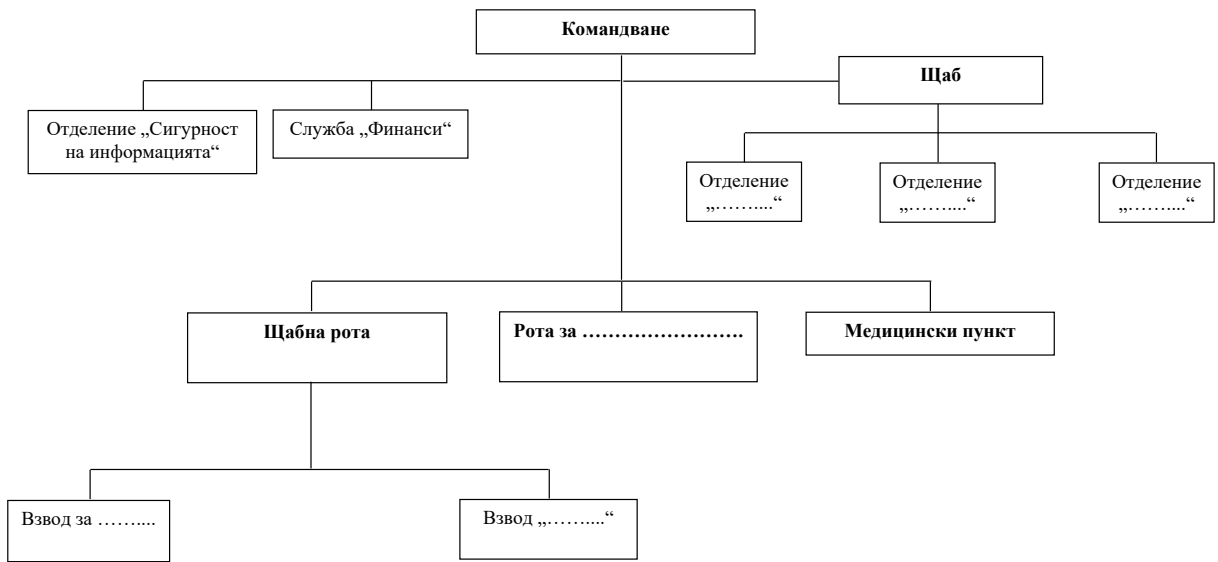 Командване
Щаб
Отделение „Сигурност
на информацията“
Служба „Финанси“
Отделение
„…….....“
Отделение
„…….....“
Отделение
„…….....“
Щабна рота
Рота за …………………….
Медицински пункт
Взвод за ……....
Взвод „……....“